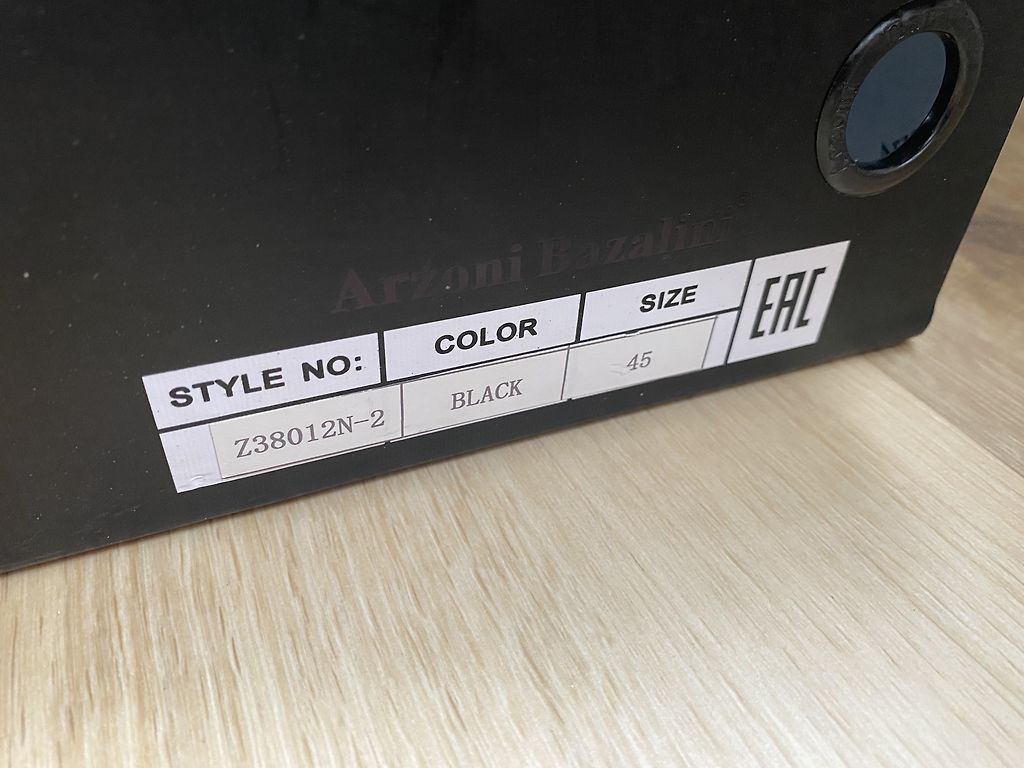 Arzoni Bazalini
STYLE NO: COLOR SIZE EAC
Z38012N-2 BLACK 45